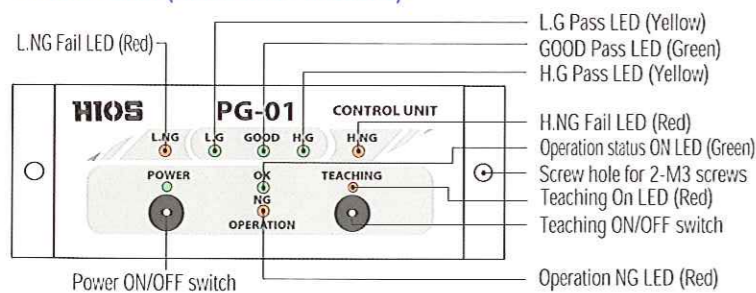 L.G Pass LED (Yellow)
L.NG Fail LED (Red)
GOOD Pass LED (Green)
H.G Pass LED (Yellow)
HIOS PG-01 CONTROL UNIT
L.NG L.G GOOD H.G H.NG
H.NG Fail LED (Red)
Operation status ON LED (Green)
POWER OK TEACHING
Screw hole for 2-M3 screws
Teaching On LED (Red)
NG
Teaching ON/OFF switch
OPERATION
Power ON/OFF switch
Operation NG LED (Red)